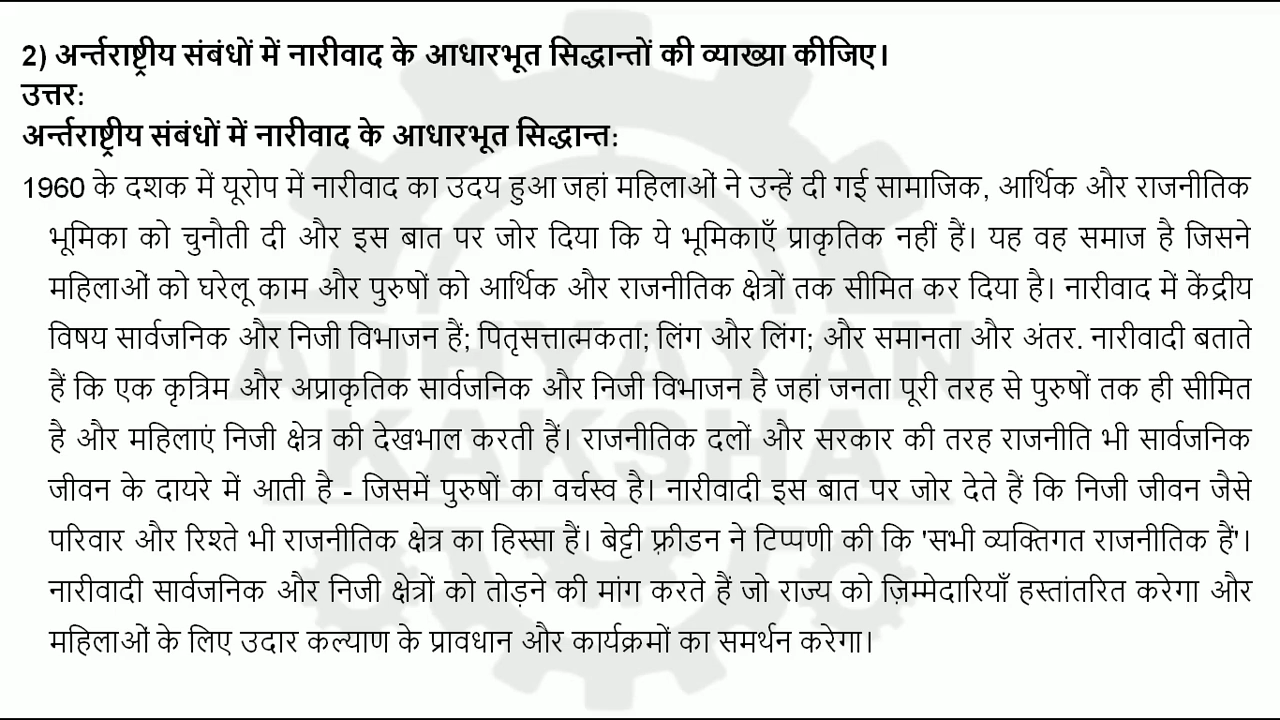 2) अर्न्तराष्ट्रीय संबंधों में नारीवाद के आधारभूत सिद्धान्तों की व्याख्या कीजिए।
उत्तर:
अर्न्तराष्ट्रीय संबंधों में नारीवाद के आधारभूत सिद्धान्त:
1960 के दशक में यूरोप में नारीवाद का उदय हुआ जहां महिलाओं ने उन्हें दी गई सामाजिक, आर्थिक और राजनीतिक
भूमिका को चुनौती दी और इस बात पर जोर दिया कि ये भूमिकाएँ प्राकृतिक नहीं हैं। यह वह समाज है जिसने
महिलाओं को घरेलू काम और पुरुषों को आर्थिक और राजनीतिक क्षेत्रों तक सीमित कर दिया है। नारीवाद में केंद्रीय
विषय सार्वजनिक और निजी विभाजन हैं; पितृसत्तात्मकता; लिंग और लिंग; और समानता और अंतर. नारीवादी बताते
हैं कि एक कृत्रिम और अप्राकृतिक सार्वजनिक और निजी विभाजन है जहां जनता पूरी तरह से पुरुषों तक ही सीमित
है और महिलाएं निजी क्षेत्र की देखभाल करती हैं। राजनीतिक दलों और सरकार की तरह राजनीति भी सार्वजनिक
जीवन के दायरे में आती है - जिसमें पुरुषों का वर्चस्व है। नारीवादी इस बात पर जोर देते हैं कि निजी जीवन जैसे
परिवार और रिश्ते भी राजनीतिक क्षेत्र का हिस्सा हैं। बेट्टी फ़्रीडन ने टिप्पणी की कि 'सभी व्यक्तिगत राजनीतिक हैं'।
नारीवादी सार्वजनिक और निजी क्षेत्रों को तोड़ने की मांग करते हैं जो राज्य को ज़िम्मेदारियाँ हस्तांतरित करेगा और
महिलाओं के लिए उदार कल्याण के प्रावधान और कार्यक्रमों का समर्थन करेगा।
ADHYAYAN
KAKSHA